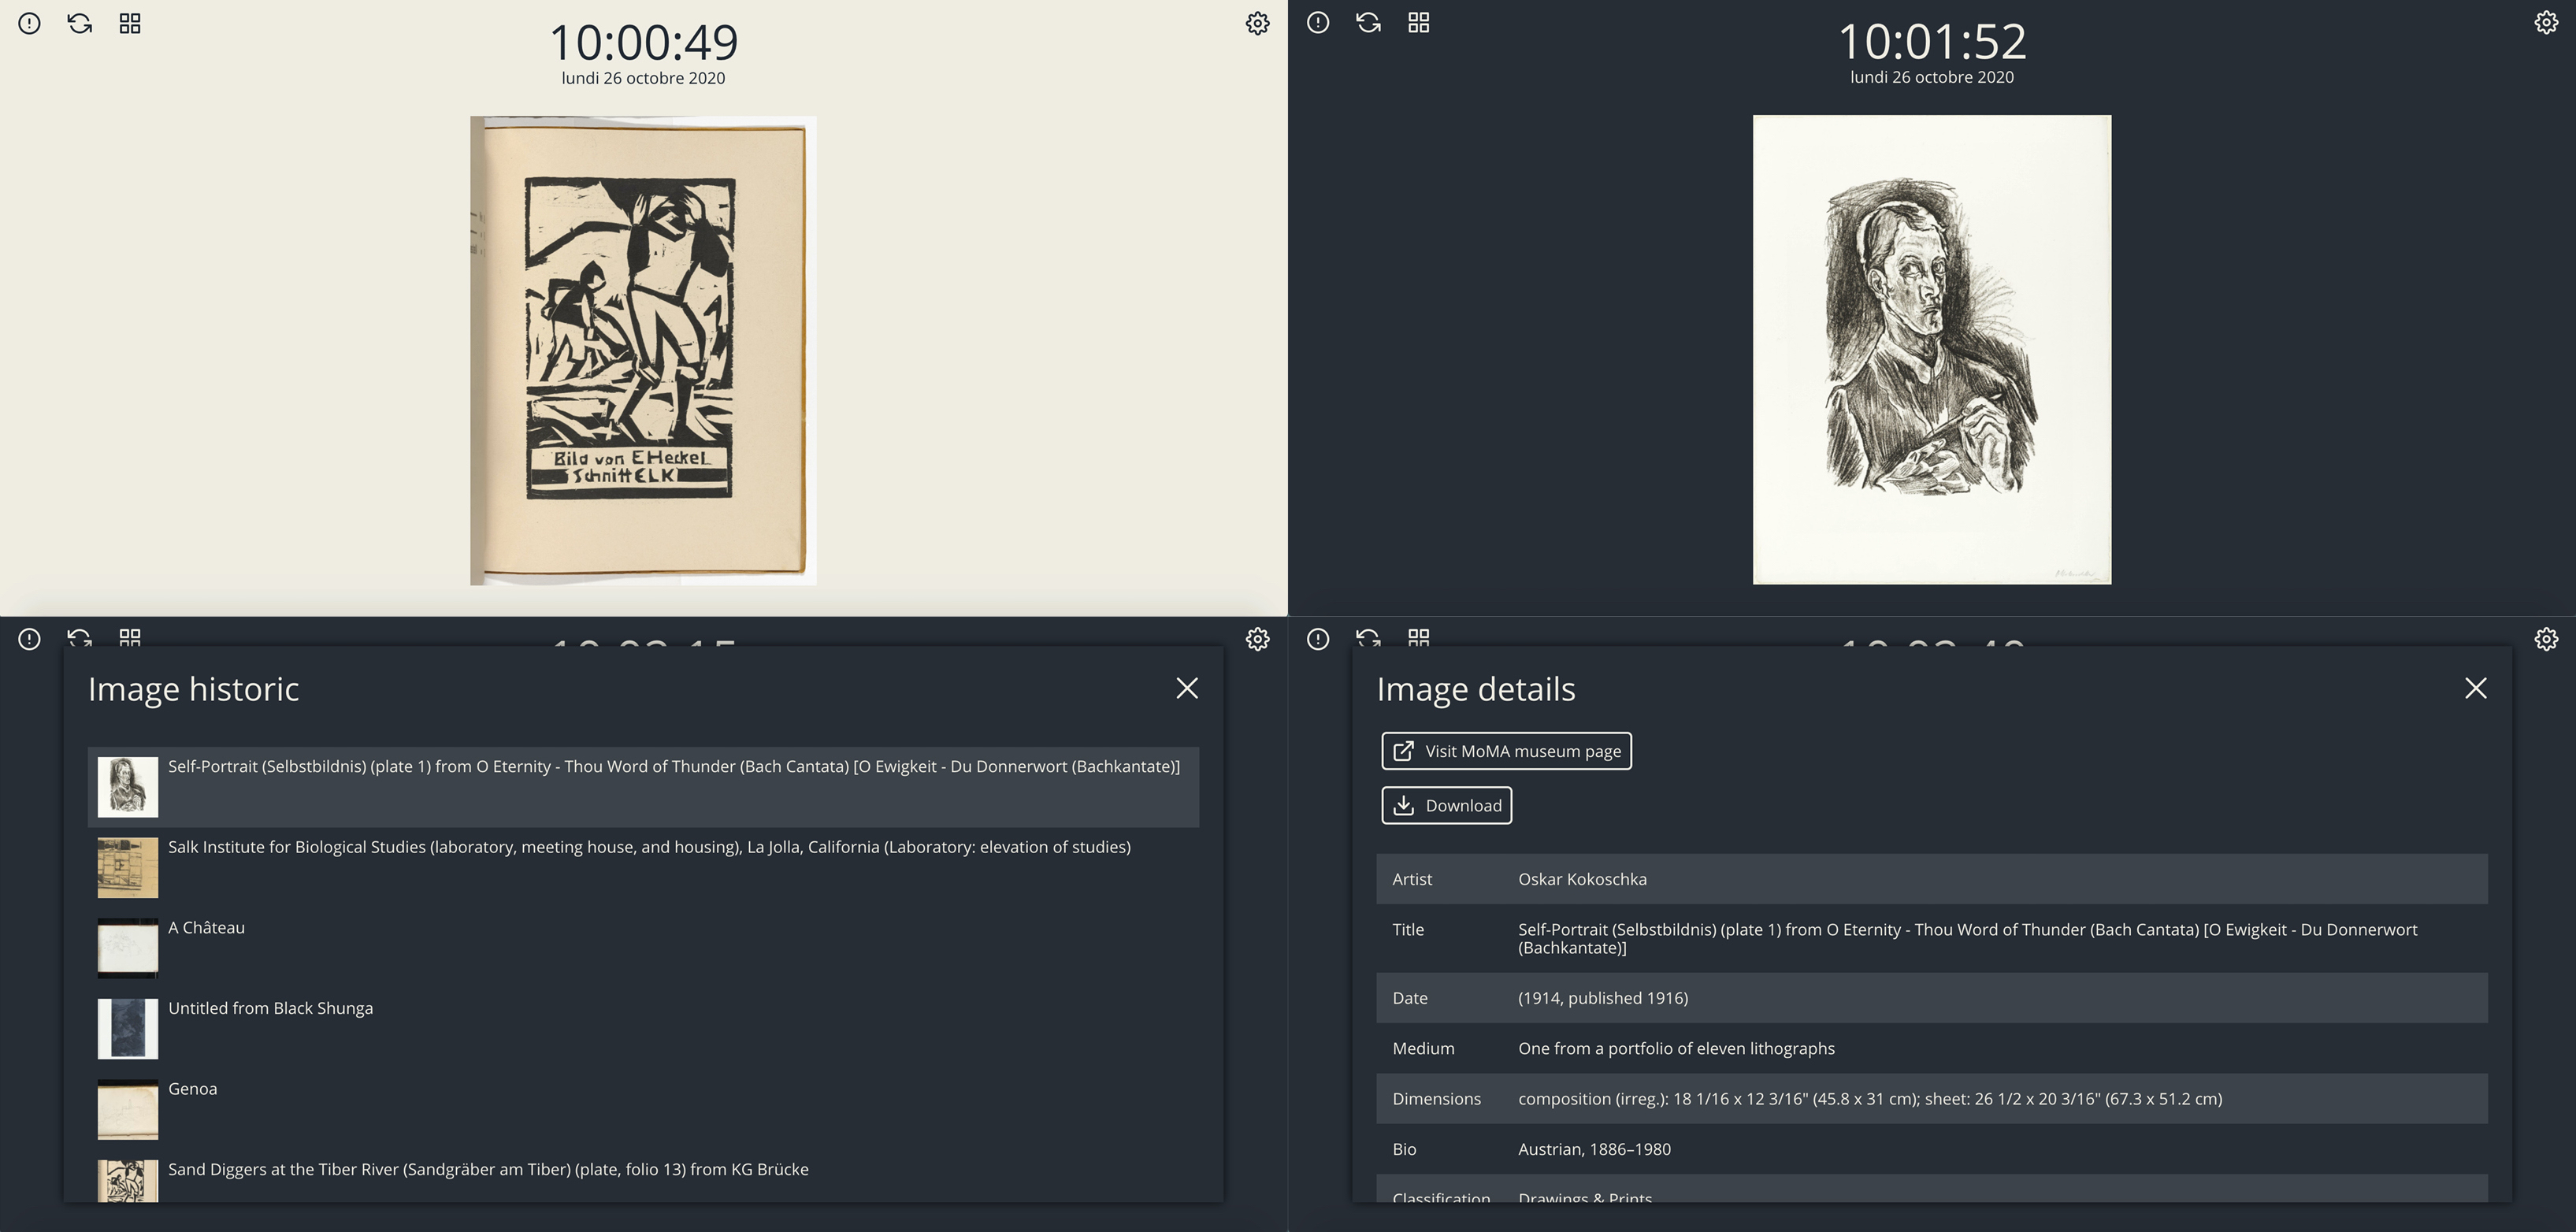 10:00:49
lundi 26 octobre 2020
Bild von EHeckel
SchnittELK
10:01:52
lundi 26 octobre 2020
Image historic
Self-Portrait (Selbstbildnis) (plate 1) from O Eternity - Thou Word of Thunder (Bach Cantata) [O Ewigkeit - Du Donnerwort (Bachkantate)]
Salk Institute for Biological Studies (laboratory, meeting house, and housing), La Jolla, California (Laboratory: elevation of studies)
A Château
Untitled from Black Shunga
Genoa
Sand Diggers at the Tiber River (Sandgräber am Tiber) (plate, folio 13) from KG Brücke
Image details
Visit MoMA museum page
Download
Artist Oskar Kokoschka
Title Self-Portrait (Selbstbildnis) (plate 1) from O Eternity - Thou Word of Thunder (Bach Cantata) [O Ewigkeit - Du Donnerwort
(Bachkantate)]
Date (1914, published 1916)
Medium One from a portfolio of eleven lithographs
Dimensions composition (irreg.): 18 1/16 x 12 3/16" (45.8 x 31 cm); sheet: 26 1/2 x 20 3/16" (67.3 x 51.2 cm)
Bio Austrian, 1886–1980
Classification Drawings & Prints